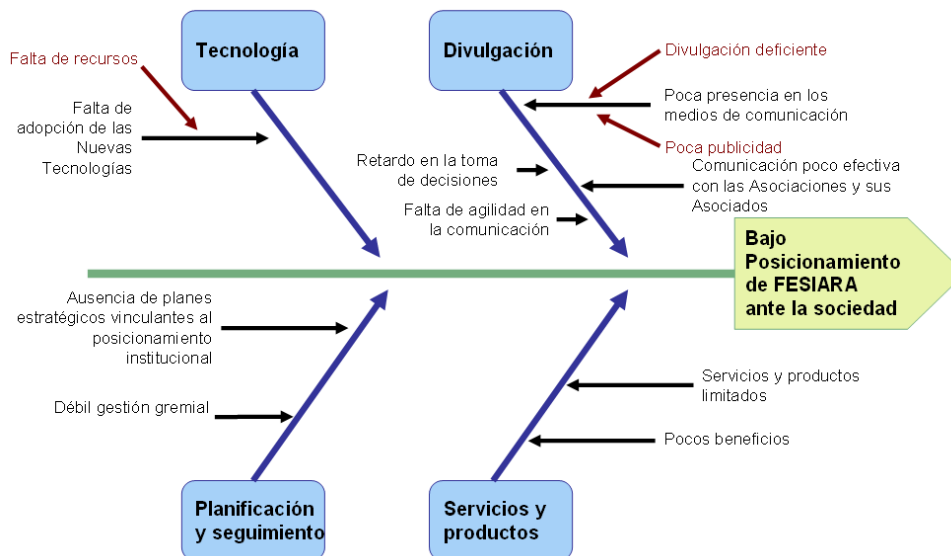 Tecnología
Divulgación
Falta de recursos
Falta de
adopción de las
Nuevas
Tecnologías
Divulgación deficiente
Poca presencia en los
medios de comunicación
Poca publicidad
Retardo en la toma
de decisiones
Comunicación poco efectiva
con las Asociaciones y sus
Asociados
Falta de agilidad en
la comunicación
Bajo
Posicionamiento
de FESIARA
ante la sociedad
Ausencia de planes
estratégicos vinculantes al
posicionamiento
institucional
Débil gestión gremial
Servicios y productos
limitados
Pocos beneficios
Planificación
y seguimiento
Servicios y
productos